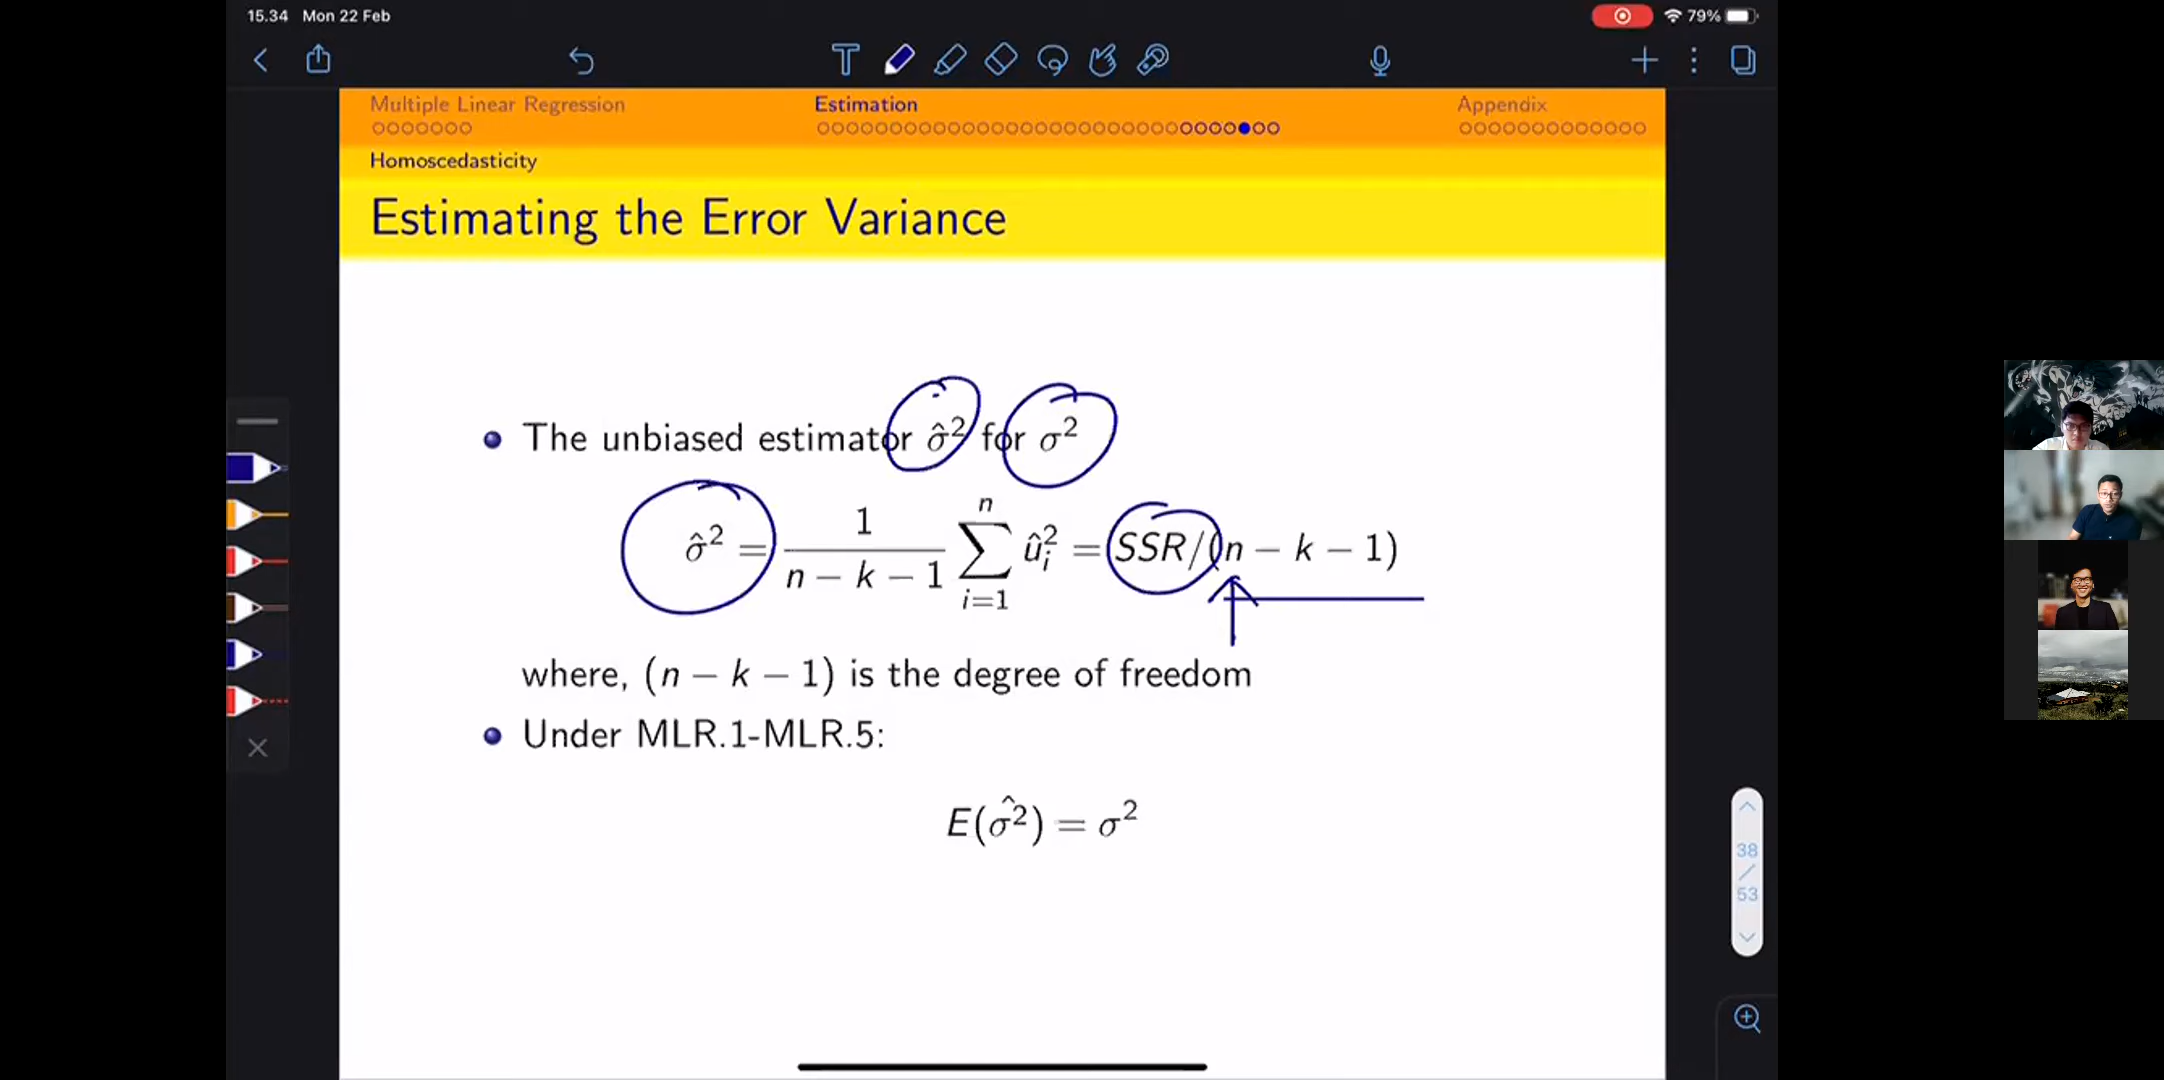 15.34 Mon 22 Feb
79%
Multiple Linear Regression Estimation Appendix
Homoscedasticity
Estimating the Error Variance
The unbiased estimator σ̂² for σ²
σ̂² = 1/(n − k − 1) ∑ᵢ₌₁ⁿ ûᵢ² = SSR/(n − k − 1)
where, (n − k − 1) is the degree of freedom
Under MLR.1-MLR.5:
E(σ̂²) = σ²
38
/
53